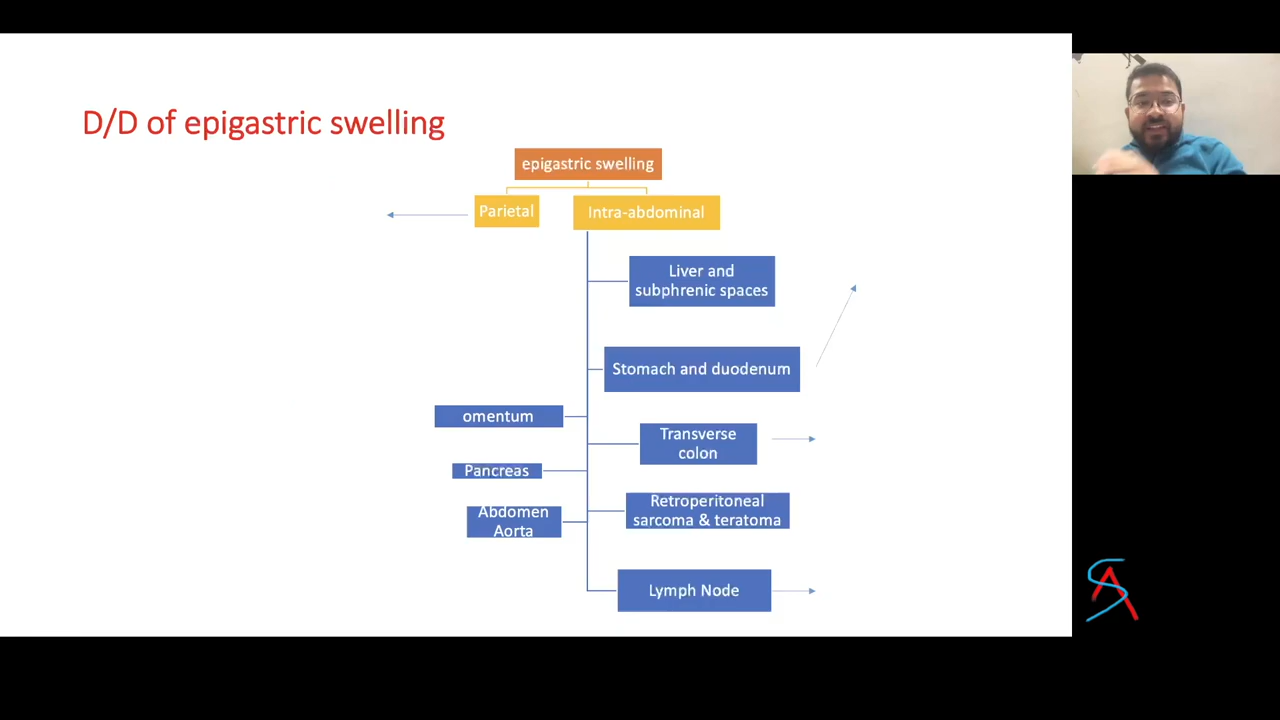 D/D of epigastric swelling
epigastric swelling
Parietal
Intra-abdominal
Liver and
subphrenic spaces
Stomach and duodenum
omentum
Transverse
colon
Pancreas
Retroperitoneal
sarcoma & teratoma
Abdomen
Aorta
Lymph Node
SA